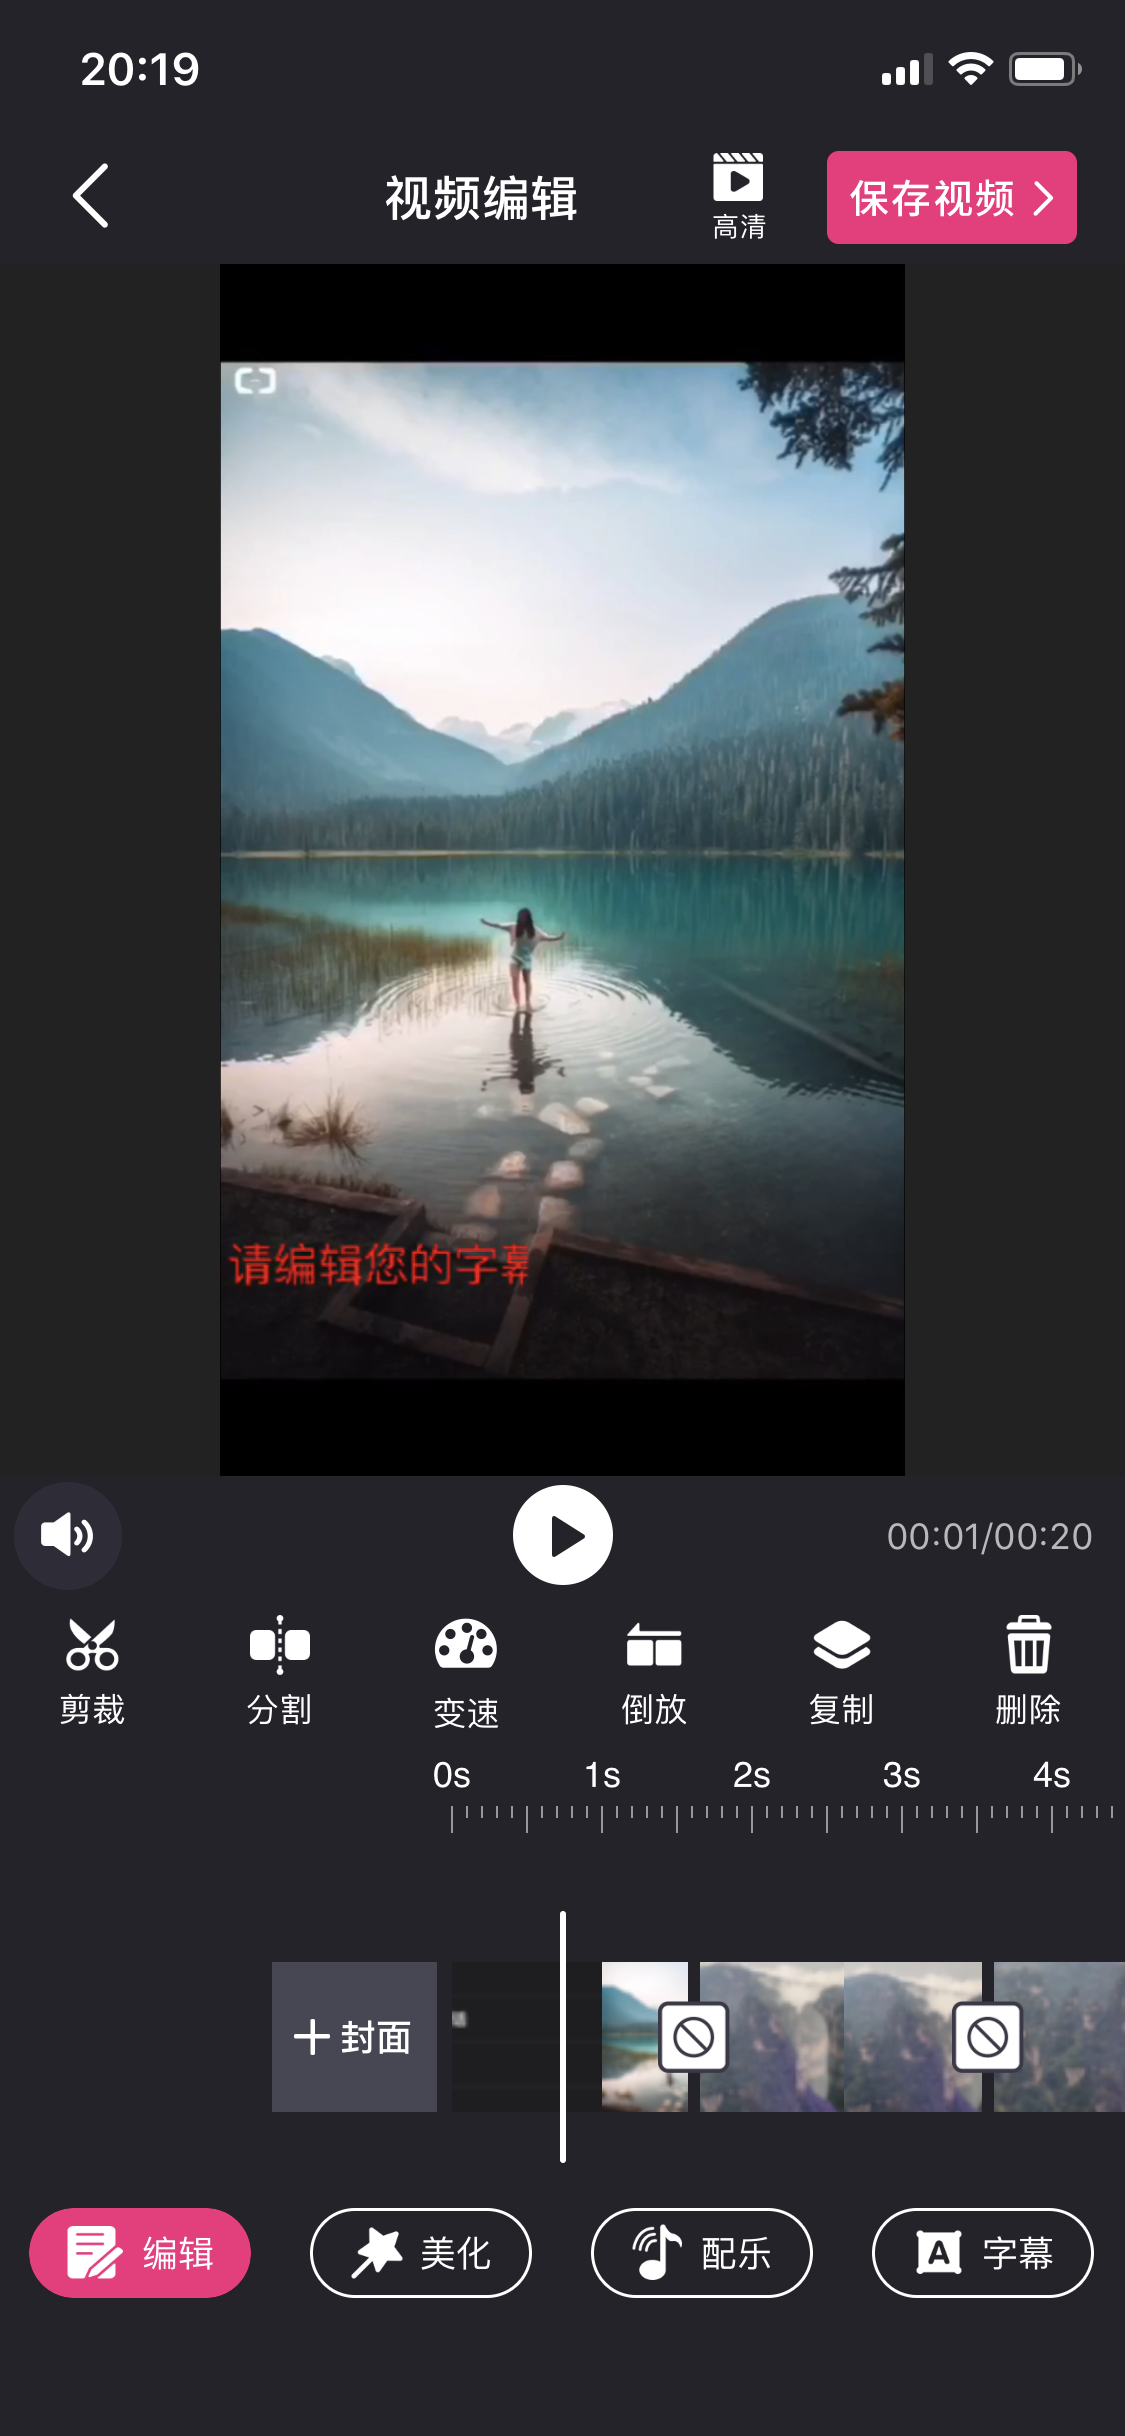 20:19
视频编辑
高清
保存视频
请编辑您的字幕
00:01/00:20
剪裁 分割 变速 倒放 复制 删除
0s 1s 2s 3s 4s
封面
编辑 美化 配乐 字幕